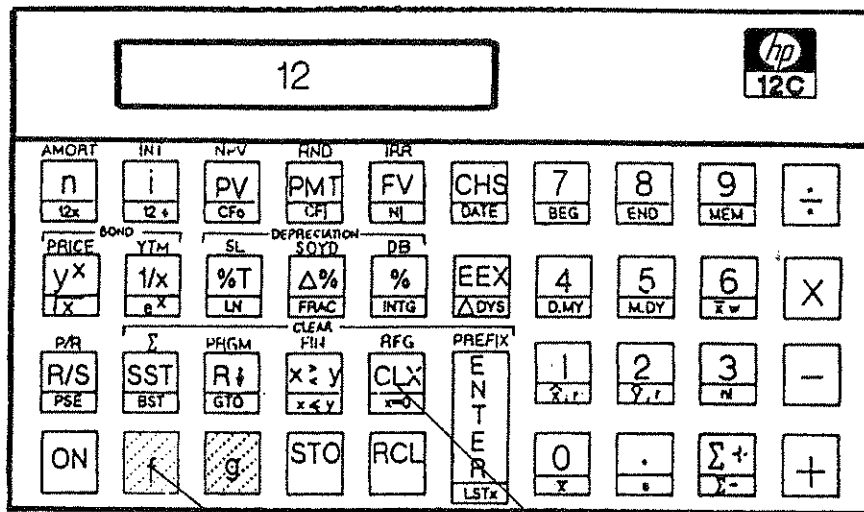 12
hp
12C
AMORT INT NPV RND IRR
n i PV PMT FV CHS 7 8 9 ÷
12x 12÷ CFo CFj Nj DATE BEG END MEM
BOND DEPRECIATION
PRICE YTM SL SOYD DB
y^x 1/x %T Δ% % EEX 4 5 6 X
√x e^x LN FRAC INTG ΔDYS D.MY M.DY x̄w
CLEAR
P/R Σ PRGM FIN RFG PREFIX
R/S SST R↓ x≷y CLX ENTER 1 2 3 −
PSE BST GTO x≤y x=0 x̂,r ŷ,r n!
ON f g STO RCL 0 . Σ+ +
LSTx x̄ s Σ-